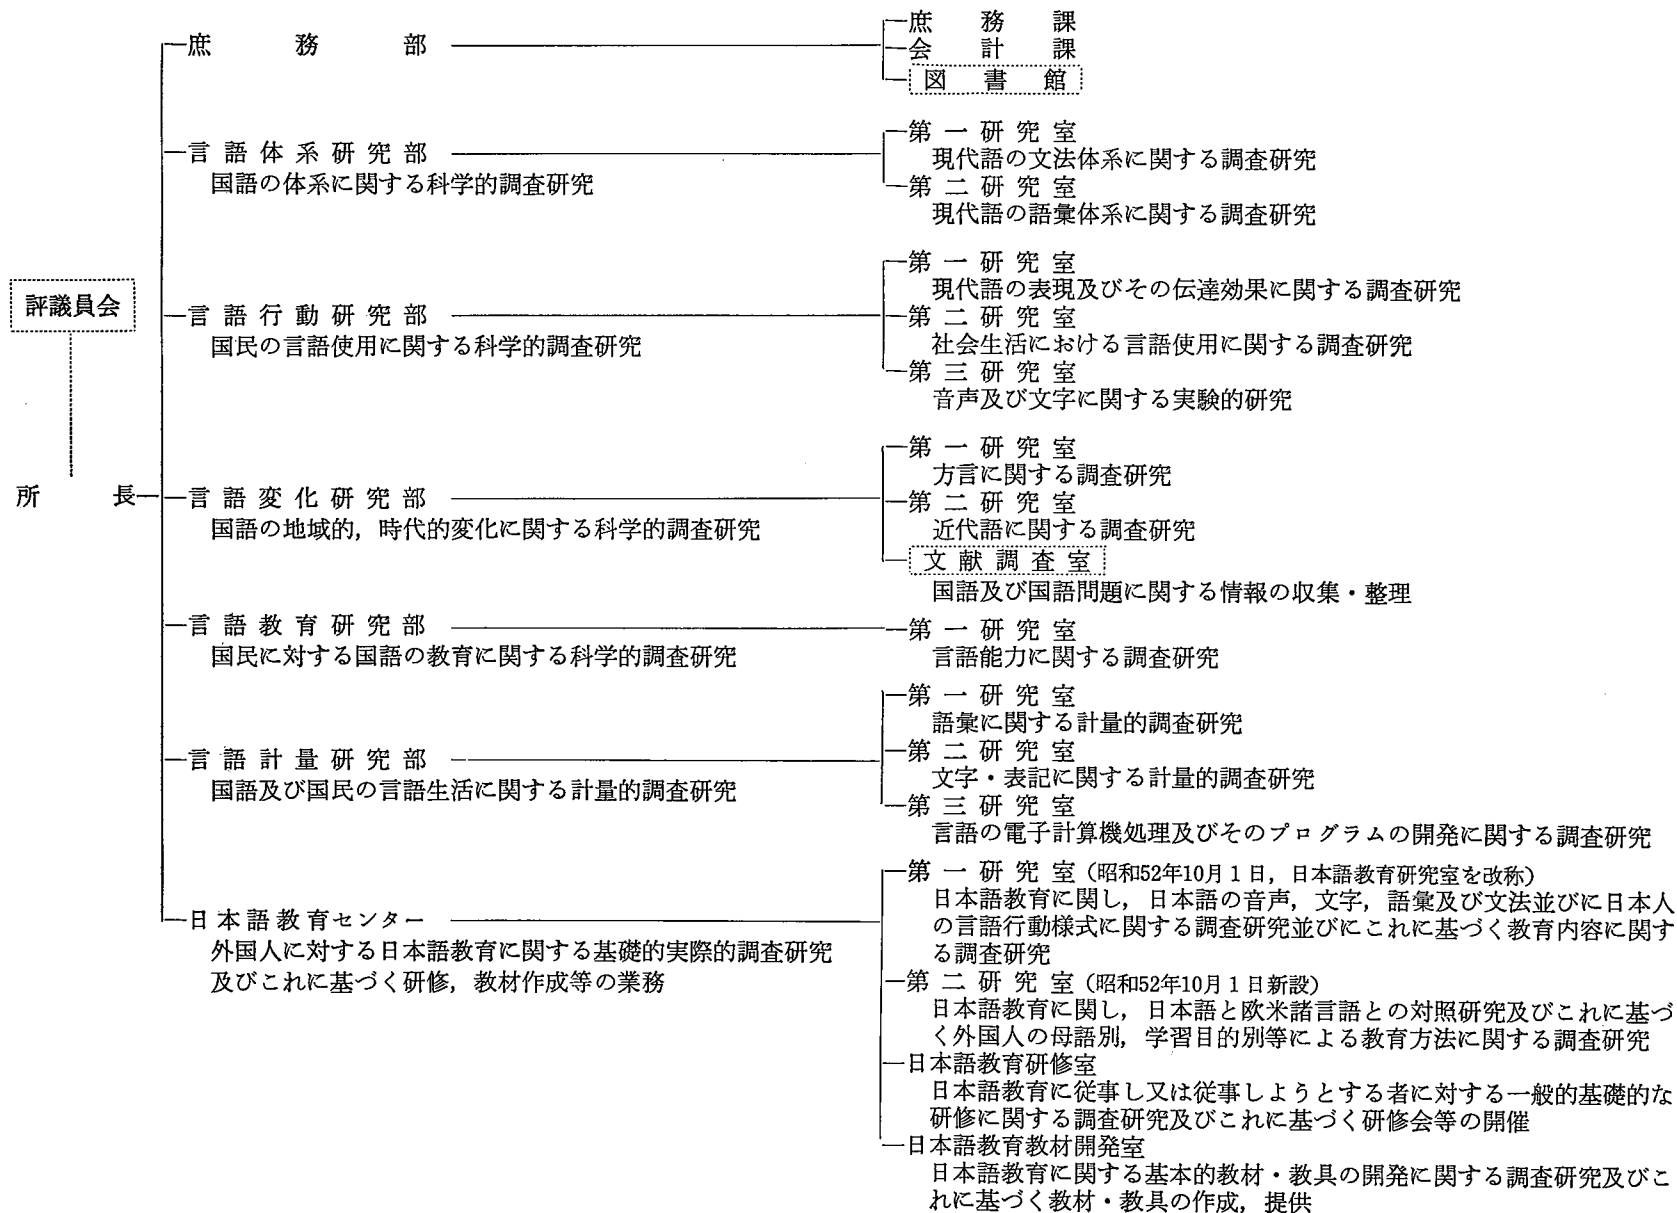 評議員会
所長
庶務部
庶務課
会計課
図書館
言語体系研究部
国語の体系に関する科学的調査研究
第一研究室
現代語の文法体系に関する調査研究
第二研究室
現代語の語彙体系に関する調査研究
言語行動研究部
国民の言語使用に関する科学的調査研究
第一研究室
現代語の表現及びその伝達効果に関する調査研究
第二研究室
社会生活における言語使用に関する調査研究
第三研究室
音声及び文字に関する実験的研究
言語変化研究部
国語の地域的，時代的変化に関する科学的調査研究
第一研究室
方言に関する調査研究
第二研究室
近代語に関する調査研究
文献調査室
国語及び国語問題に関する情報の収集・整理
言語教育研究部
国民に対する国語の教育に関する科学的調査研究
第一研究室
言語能力に関する調査研究
言語計量研究部
国語及び国民の言語生活に関する計量的調査研究
第一研究室
語彙に関する計量的調査研究
第二研究室
文字・表記に関する計量的調査研究
第三研究室
言語の電子計算機処理及びそのプログラムの開発に関する調査研究
日本語教育センター
外国人に対する日本語教育に関する基礎的実際的調査研究
及びこれに基づく研修，教材作成等の業務
第一研究室（昭和52年10月1日，日本語教育研究室を改称）
日本語教育に関し，日本語の音声，文字，語彙及び文法並びに日本人
の言語行動様式に関する調査研究並びにこれに基づく教育内容に関す
る調査研究
第二研究室（昭和52年10月1日新設）
日本語教育に関し，日本語と欧米諸言語との対照研究及びこれに基づ
く外国人の母語別，学習目的別等による教育方法に関する調査研究
日本語教育研修室
日本語教育に従事し又は従事しようとする者に対する一般的基礎的な
研修に関する調査研究及びこれに基づく研修会等の開催
日本語教育教材開発室
日本語教育に関する基本的教材・教具の開発に関する調査研究及びこ
れに基づく教材・教具の作成，提供